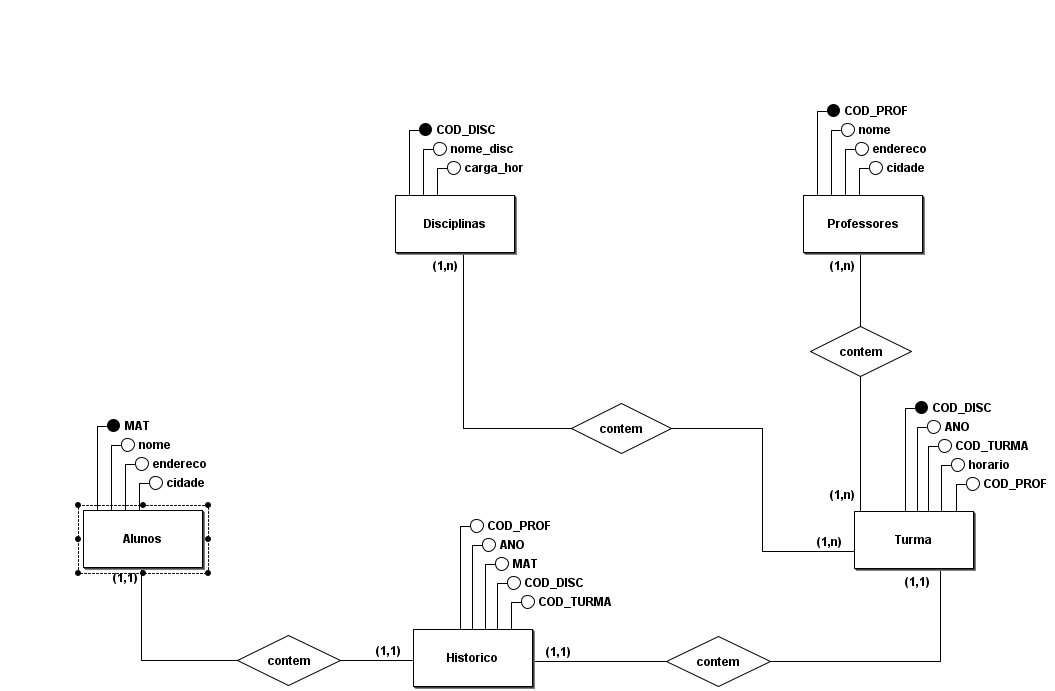 COD_PROF
nome
endereco
cidade
Professores
(1,n)
COD_DISC
nome_disc
carga_hor
Disciplinas
(1,n)
contem
contem
COD_DISC
ANO
COD_TURMA
horario
COD_PROF
(1,n)
(1,n)
Turma
(1,1)
MAT
nome
endereco
cidade
Alunos
(1,1)
COD_PROF
ANO
MAT
COD_DISC
COD_TURMA
contem
(1,1)
Historico
(1,1)
contem